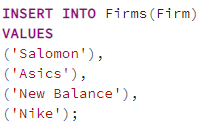 INSERT INTO Firms(Firm)
VALUES
('Salomon'),
('Asics'),
('New Balance'),
('Nike');